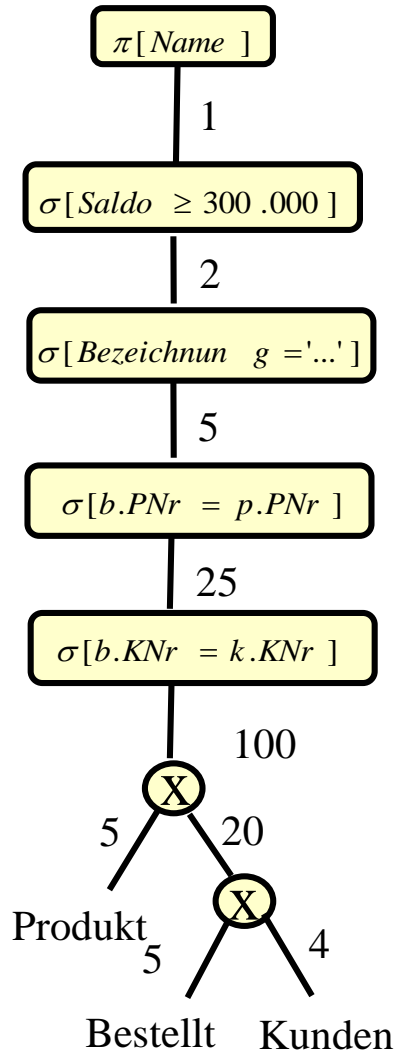 π[Name ]
1
σ[Saldo ≥ 300 .000 ]
2
σ[Bezeichnun g ='...' ]
5
σ[b.PNr = p.PNr ]
25
σ[b.KNr = k.KNr ]
100
X
5 20
X
Produkt
5 4
Bestellt Kunden